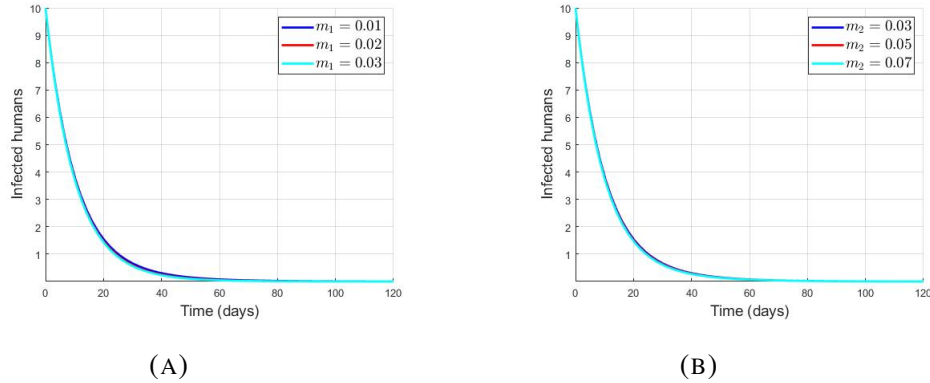 10
9
8
7
6
5
4
3
2
1
0
20
40
60
80
100
120
Infected humans
Time (days)
m₁ = 0.01
m₁ = 0.02
m₁ = 0.03
(A)
10
9
8
7
6
5
4
3
2
1
0
20
40
60
80
100
120
Infected humans
Time (days)
m₂ = 0.03
m₂ = 0.05
m₂ = 0.07
(B)